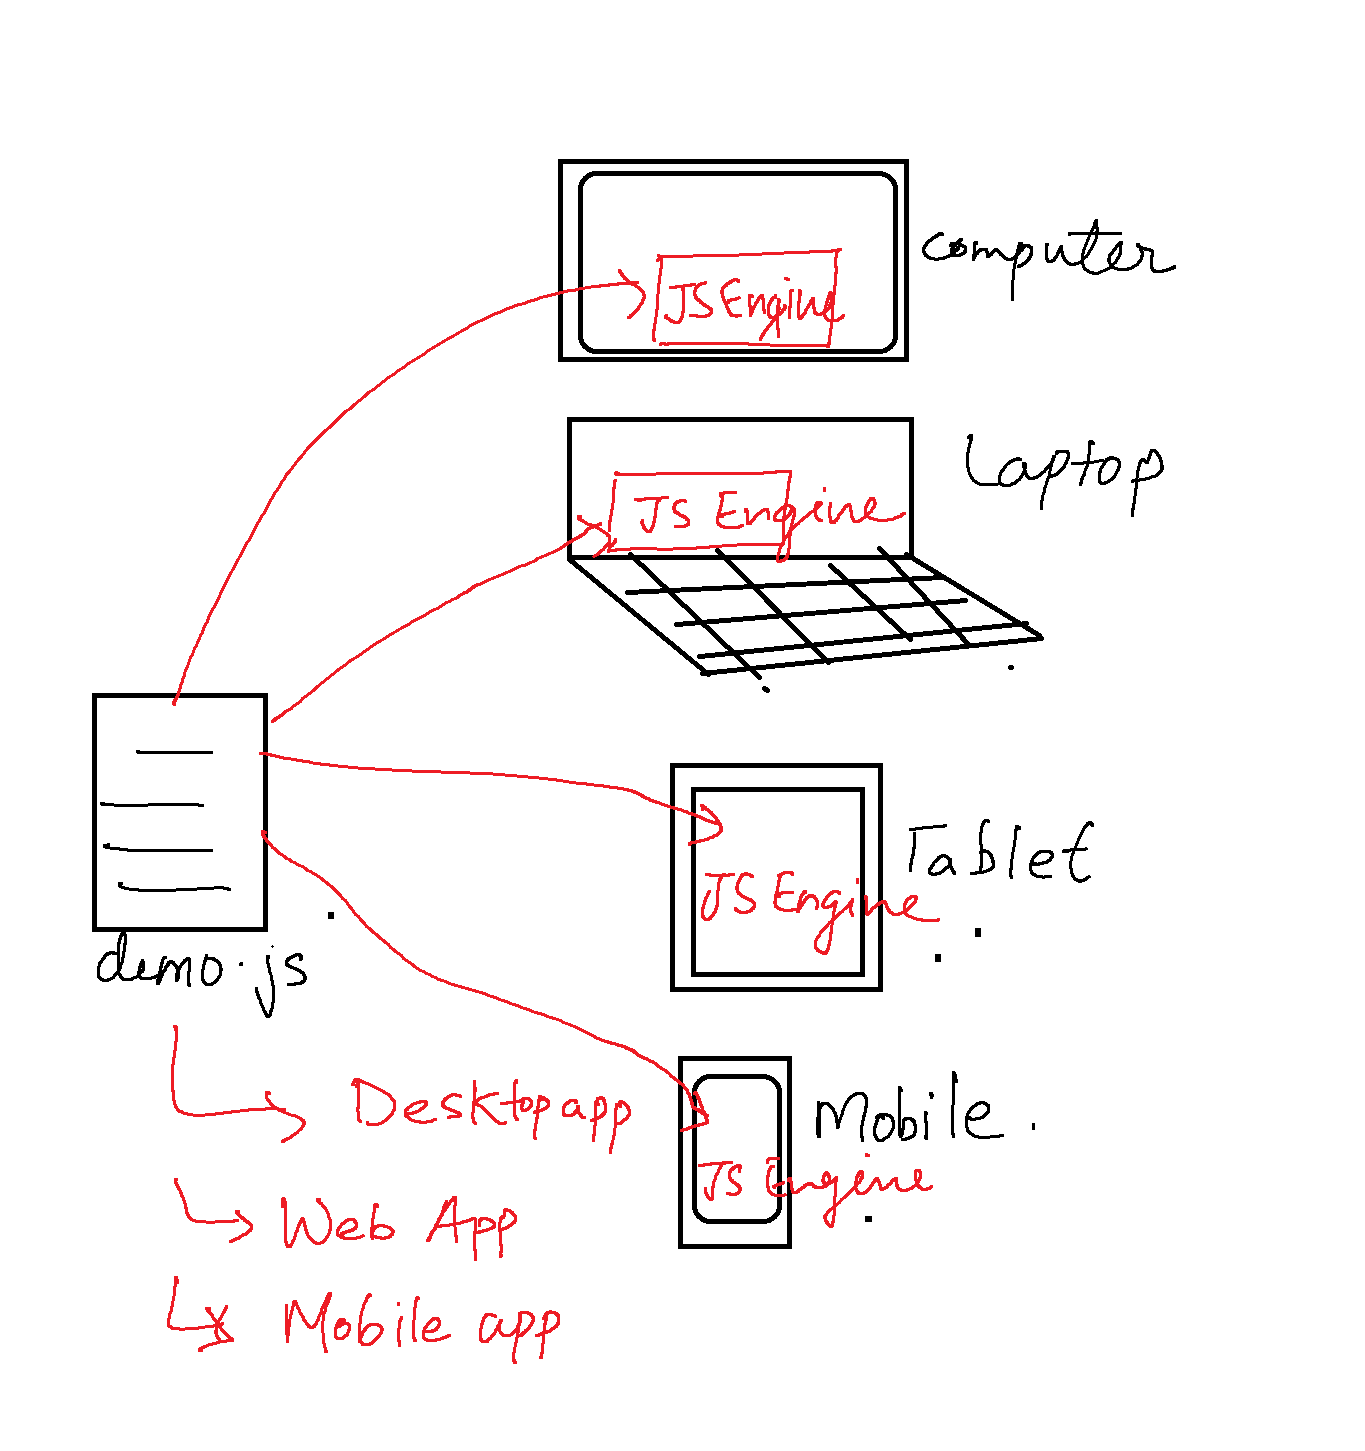 computer
JS Engine
Laptop
JS Engine
Tablet
JS Engine
demo.js
Desktop app
Mobile
JS Engine
Web App
Mobile app